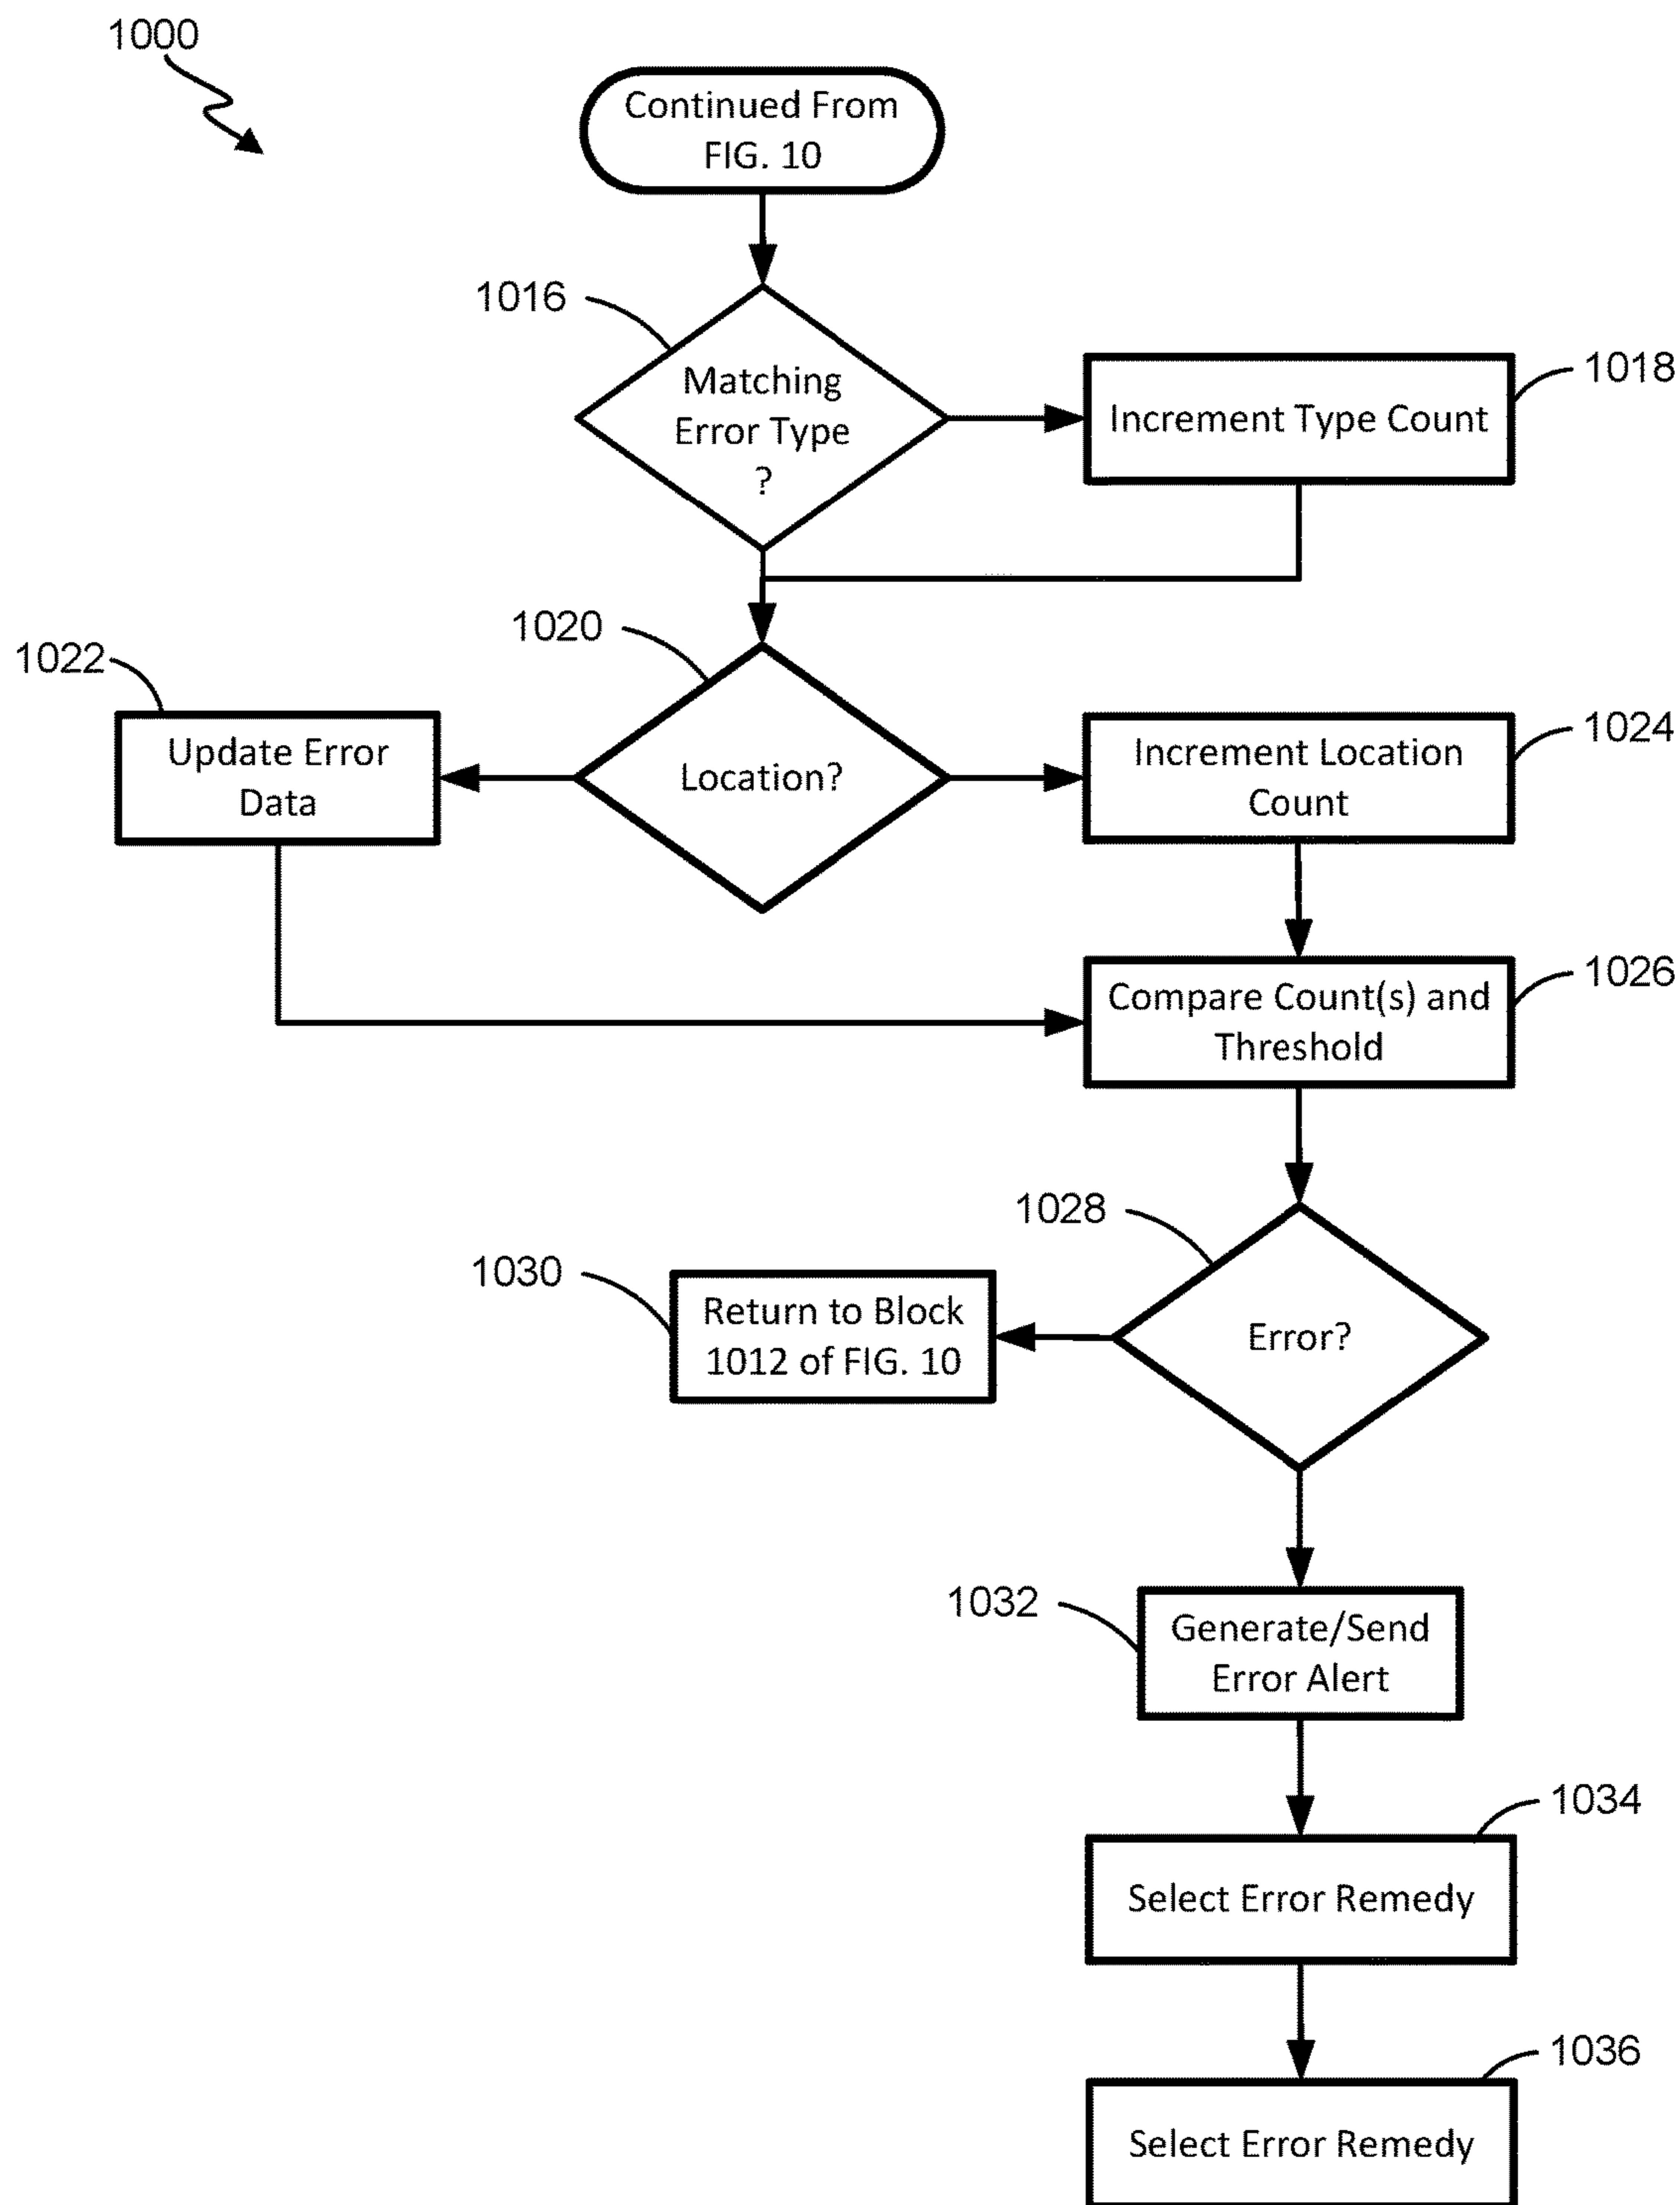 1000
Continued From
FIG. 10
1016
Matching
Error Type
?
1018
Increment Type Count
1020
Location?
1022
Update Error
Data
1024
Increment Location
Count
1026
Compare Count(s) and
Threshold
1028
Error?
1030
Return to Block
1012 of FIG. 10
1032
Generate/Send
Error Alert
1034
Select Error Remedy
1036
Select Error Remedy